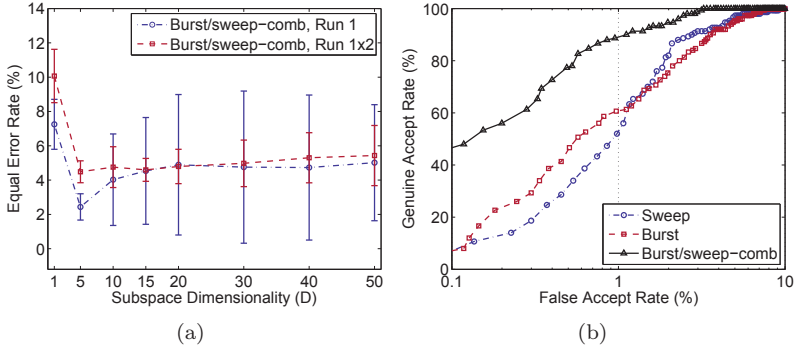 14
12
10
8
6
4
2
0
Equal Error Rate (%)
Burst/sweep-comb, Run 1
Burst/sweep-comb, Run 1x2
1 5 10 15 20 30 40 50
Subspace Dimensionality (D)
(a)
100
80
60
40
20
0
Genuine Accept Rate (%)
Sweep
Burst
Burst/sweep-comb
0.1 1 10
False Accept Rate (%)
(b)